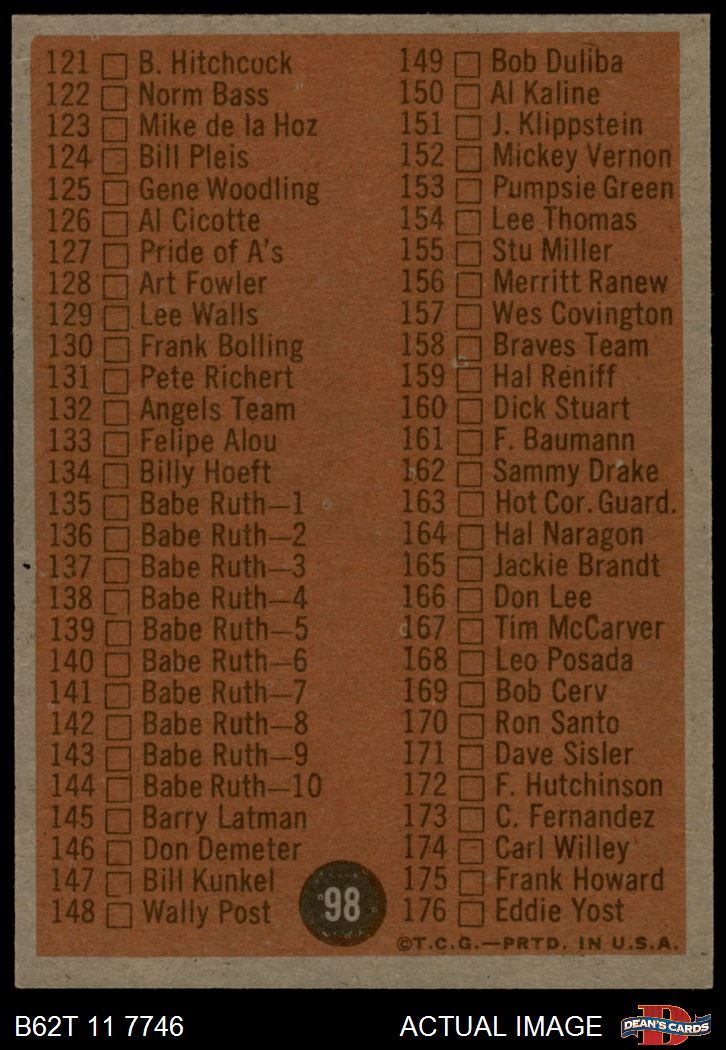 121 B. Hitchcock
122 Norm Bass
123 Mike de la Hoz
124 Bill Pleis
125 Gene Woodling
126 Al Cicotte
127 Pride of A's
128 Art Fowler
129 Lee Walls
130 Frank Bolling
131 Pete Richert
132 Angels Team
133 Felipe Alou
134 Billy Hoeft
135 Babe Ruth—1
136 Babe Ruth—2
137 Babe Ruth—3
138 Babe Ruth—4
139 Babe Ruth—5
140 Babe Ruth—6
141 Babe Ruth—7
142 Babe Ruth—8
143 Babe Ruth—9
144 Babe Ruth—10
145 Barry Latman
146 Don Demeter
147 Bill Kunkel
148 Wally Post
149 Bob Duliba
150 Al Kaline
151 J. Klippstein
152 Mickey Vernon
153 Pumpsie Green
154 Lee Thomas
155 Stu Miller
156 Merritt Ranew
157 Wes Covington
158 Braves Team
159 Hal Reniff
160 Dick Stuart
161 F. Baumann
162 Sammy Drake
163 Hot Cor. Guard.
164 Hal Naragon
165 Jackie Brandt
166 Don Lee
167 Tim McCarver
168 Leo Posada
169 Bob Cerv
170 Ron Santo
171 Dave Sisler
172 F. Hutchinson
173 C. Fernandez
174 Carl Willey
175 Frank Howard
176 Eddie Yost
98
©T.C.G.—PRTD. IN U.S.A.
B62T 11 7746
ACTUAL IMAGE
D
DEAN'S CARDS